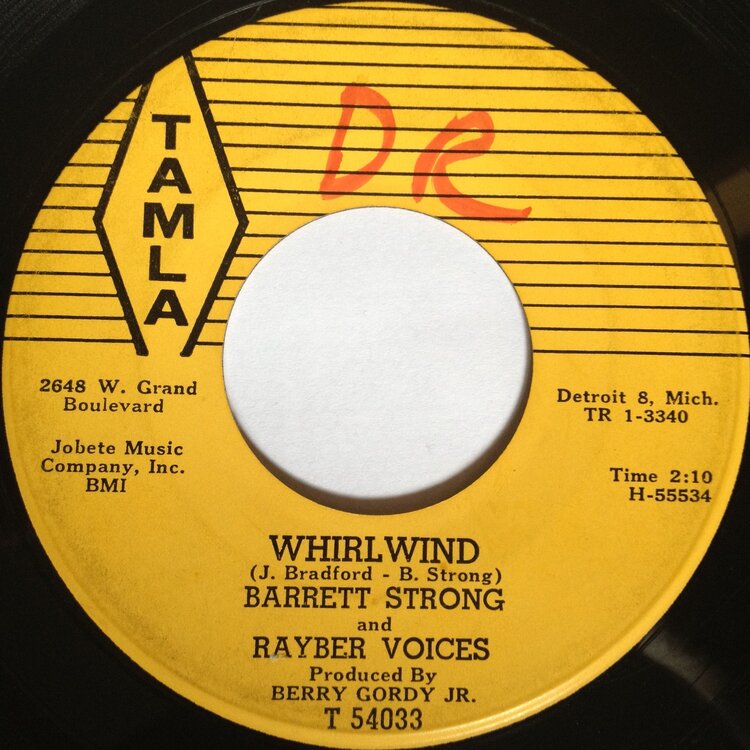 DR
TAMLA
2648 W. Grand
Boulevard
Jobete Music
Company, Inc.
BMI
Detroit 8, Mich.
TR 1-3340
Time 2:10
H-55534
WHIRLWIND
(J. Bradford - B. Strong)
BARRETT STRONG
and
RAYBER VOICES
Produced By
BERRY GORDY JR.
T 54033